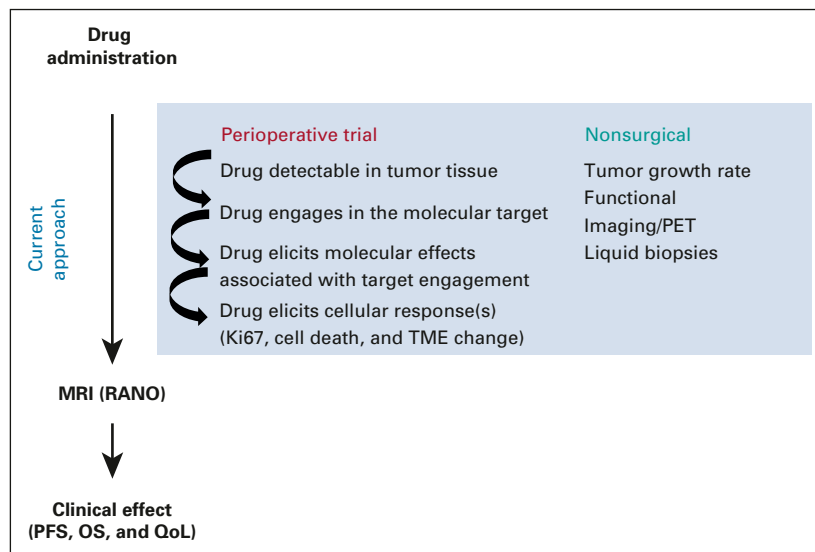 Drug
administration
Current
approach
Perioperative trial
Drug detectable in tumor tissue
Drug engages in the molecular target
Drug elicits molecular effects
associated with target engagement
Drug elicits cellular response(s)
(Ki67, cell death, and TME change)
Nonsurgical
Tumor growth rate
Functional
Imaging/PET
Liquid biopsies
MRI (RANO)
Clinical effect
(PFS, OS, and QoL)